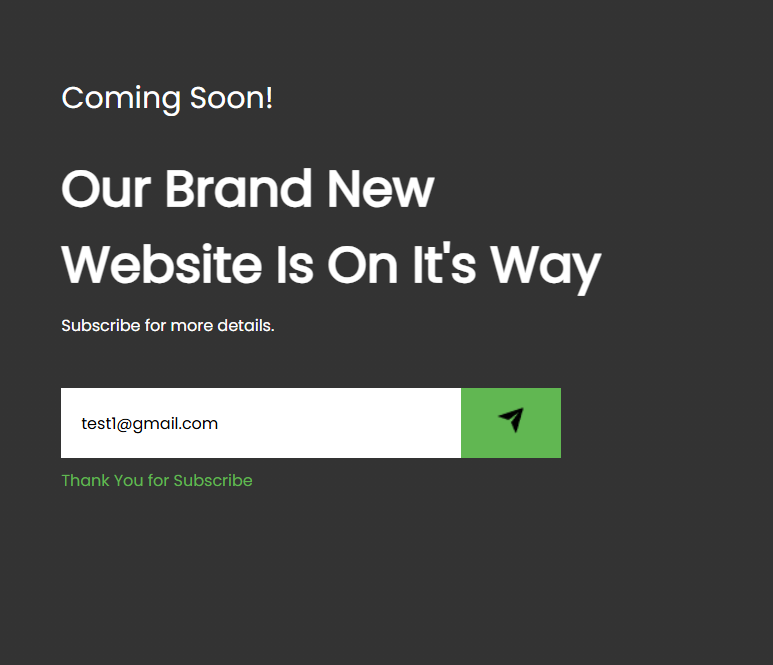 Coming Soon!
Our Brand New
Website Is On It's Way
Subscribe for more details.
test1@gmail.com
Thank You for Subscribe